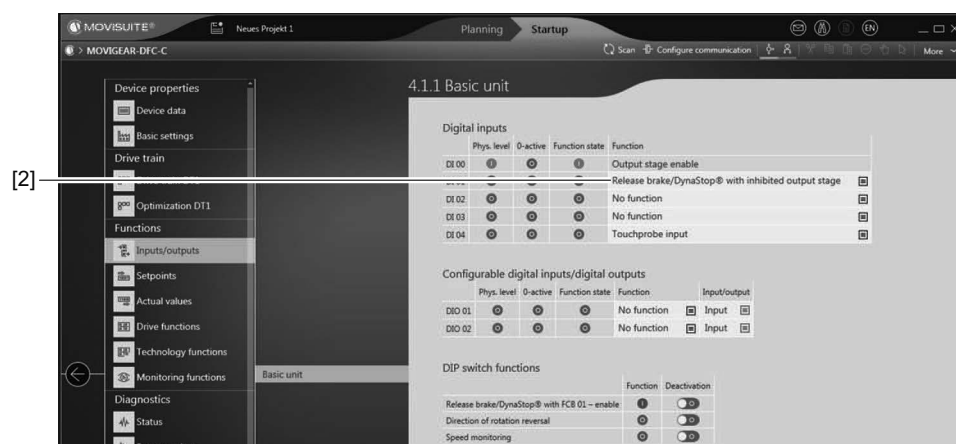 MOVISUITE® Neues Projekt 1 Planning Startup EN
> MOVIGEAR-DFC-C Scan Configure communication More
Device properties
Device data
Basic settings
Drive train
[2]
Optimization DT1
Functions
Inputs/outputs
Setpoints
Actual values
Drive functions
Technology functions
Monitoring functions
Basic unit
Diagnostics
Status
4.1.1 Basic unit
Digital inputs
Phys. level 0-active Function state Function
DI 00 Output stage enable
Release brake/DynaStop® with inhibited output stage
DI 02 No function
DI 03 No function
DI 04 Touchprobe input
Configurable digital inputs/digital outputs
Phys. level 0-active Function state Function Input/output
DIO 01 No function Input
DIO 02 No function Input
DIP switch functions
Function Deactivation
Release brake/DynaStop® with FCB 01 – enable
Direction of rotation reversal
Speed monitoring